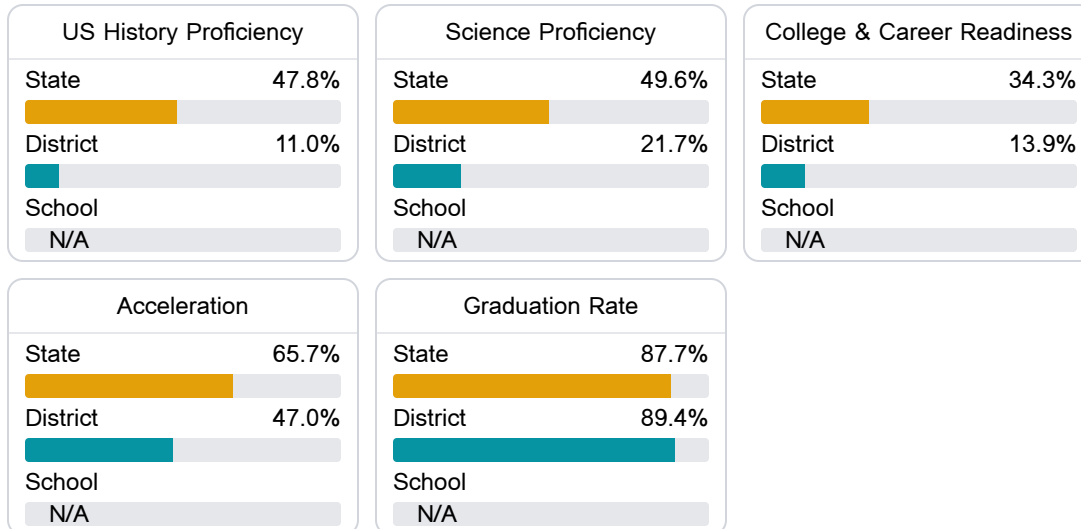 US History Proficiency
State 47.8%
District 11.0%
School
N/A
Science Proficiency
State 49.6%
District 21.7%
School
N/A
College & Career Readiness
State 34.3%
District 13.9%
School
N/A
Acceleration
State 65.7%
District 47.0%
School
N/A
Graduation Rate
State 87.7%
District 89.4%
School
N/A